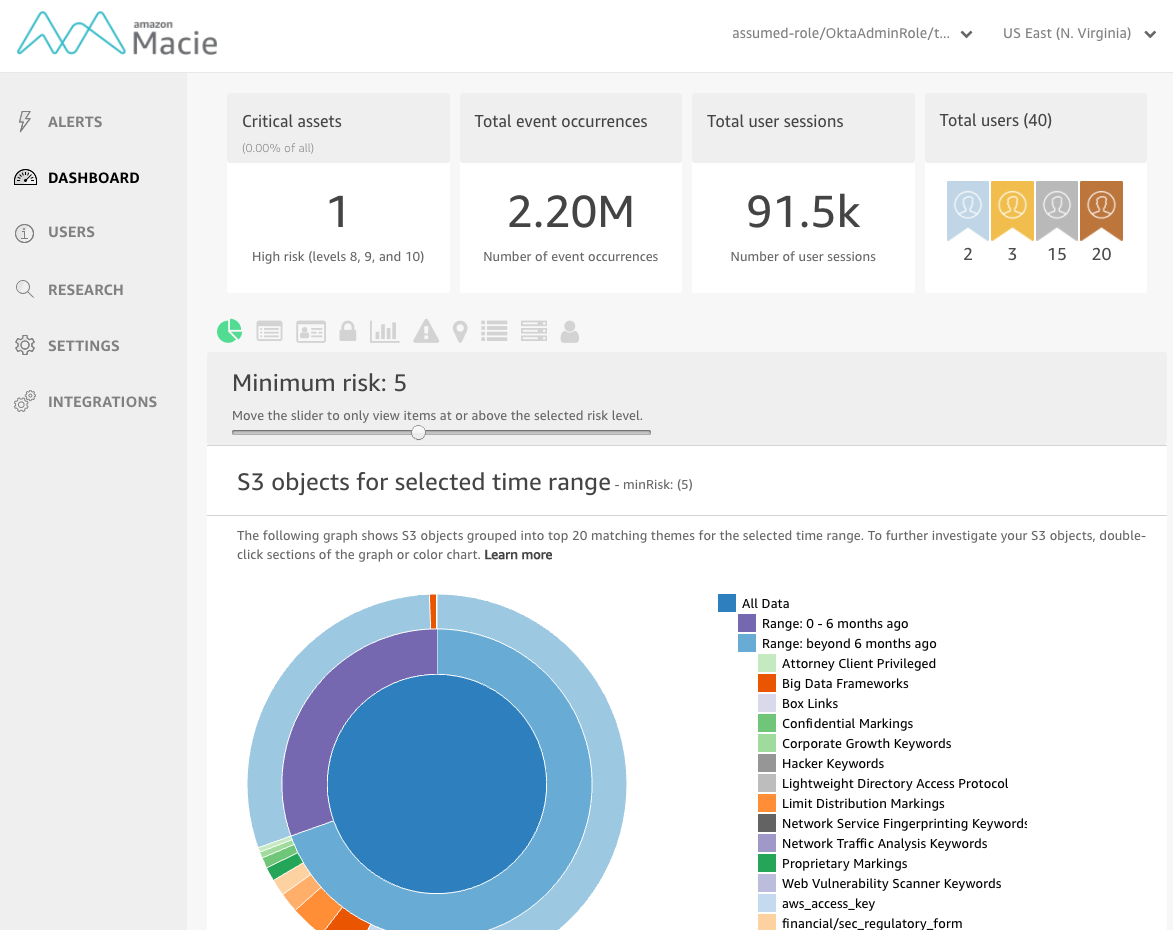 amazon
Macie
assumed-role/OktaAdminRole/t...
US East (N. Virginia)
ALERTS
DASHBOARD
USERS
RESEARCH
SETTINGS
INTEGRATIONS
Critical assets
(0.00% of all)
1
High risk (levels 8, 9, and 10)
Total event occurrences
2.20M
Number of event occurrences
Total user sessions
91.5k
Number of user sessions
Total users (40)
2 3 15 20
Minimum risk: 5
Move the slider to only view items at or above the selected risk level.
S3 objects for selected time range - minRisk: (5)
The following graph shows S3 objects grouped into top 20 matching themes for the selected time range. To further investigate your S3 objects, double-
click sections of the graph or color chart. Learn more
All Data
Range: 0 - 6 months ago
Range: beyond 6 months ago
Attorney Client Privileged
Big Data Frameworks
Box Links
Confidential Markings
Corporate Growth Keywords
Hacker Keywords
Lightweight Directory Access Protocol
Limit Distribution Markings
Network Service Fingerprinting Keywords
Network Traffic Analysis Keywords
Proprietary Markings
Web Vulnerability Scanner Keywords
aws_access_key
financial/sec_regulatory_form